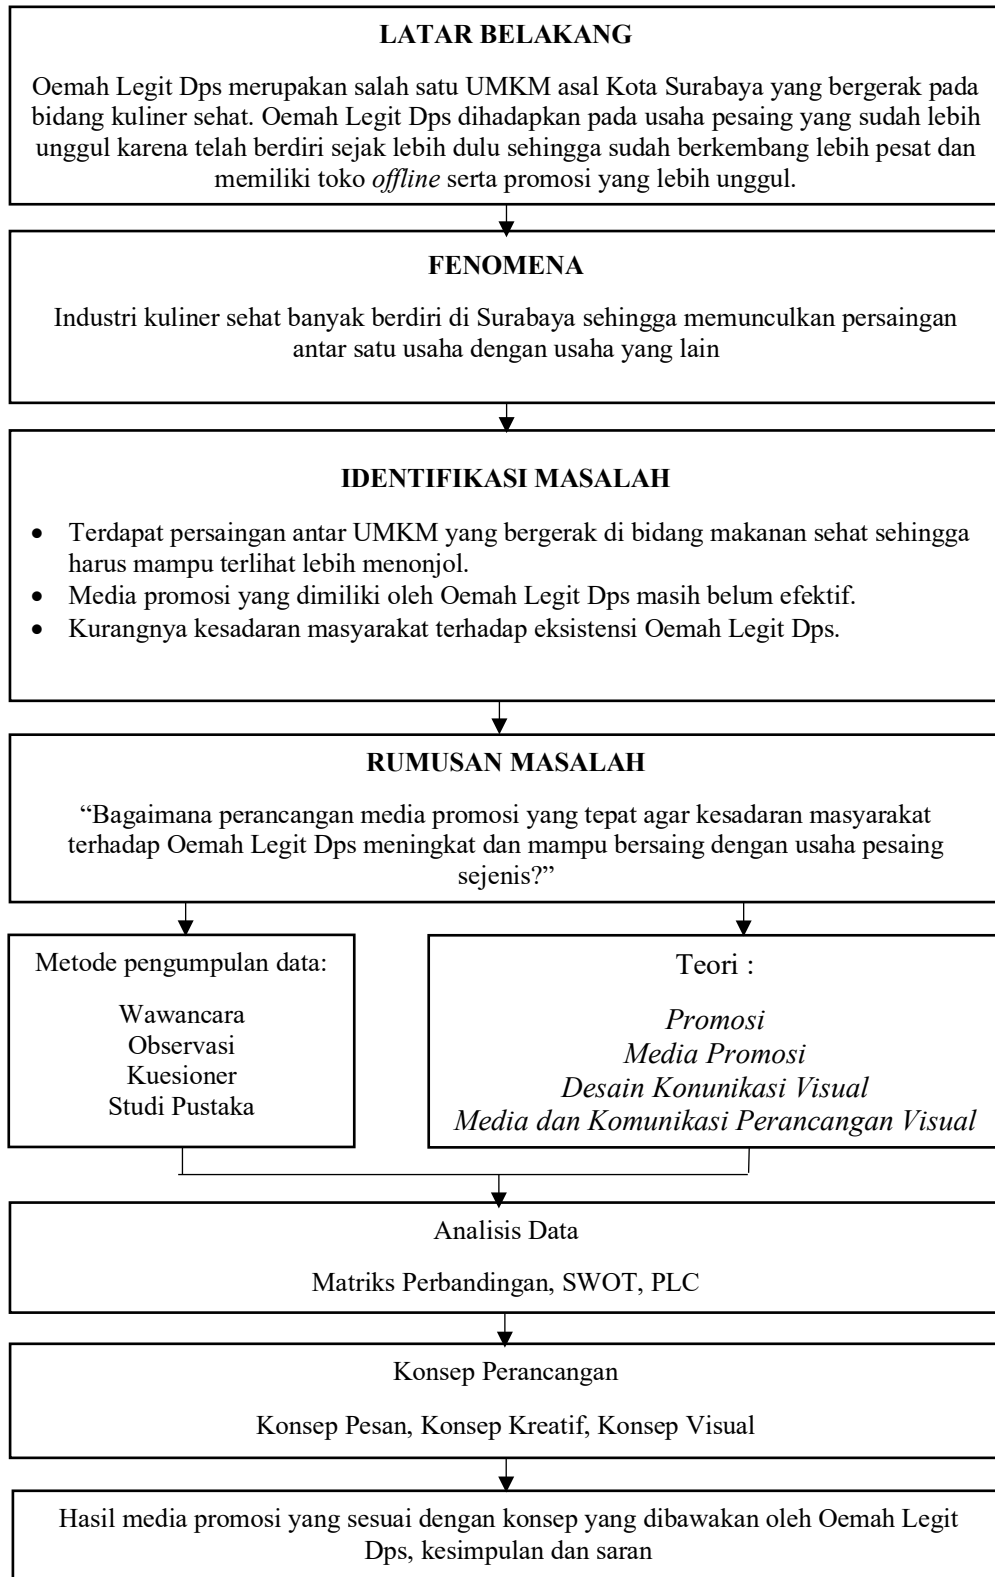 LATAR BELAKANG
Oemah Legit Dps merupakan salah satu UMKM asal Kota Surabaya yang bergerak pada
bidang kuliner sehat. Oemah Legit Dps dihadapkan pada usaha pesaing yang sudah lebih
unggul karena telah berdiri sejak lebih dulu sehingga sudah berkembang lebih pesat dan
memiliki toko offline serta promosi yang lebih unggul.
FENOMENA
Industri kuliner sehat banyak berdiri di Surabaya sehingga memunculkan persaingan
antar satu usaha dengan usaha yang lain
IDENTIFIKASI MASALAH
• Terdapat persaingan antar UMKM yang bergerak di bidang makanan sehat sehingga
harus mampu terlihat lebih menonjol.
• Media promosi yang dimiliki oleh Oemah Legit Dps masih belum efektif.
• Kurangnya kesadaran masyarakat terhadap eksistensi Oemah Legit Dps.
RUMUSAN MASALAH
“Bagaimana perancangan media promosi yang tepat agar kesadaran masyarakat
terhadap Oemah Legit Dps meningkat dan mampu bersaing dengan usaha pesaing
sejenis?”
Metode pengumpulan data:
Wawancara
Observasi
Kuesioner
Studi Pustaka
Teori :
Promosi
Media Promosi
Desain Konunikasi Visual
Media dan Komunikasi Perancangan Visual
Analisis Data
Matriks Perbandingan, SWOT, PLC
Konsep Perancangan
Konsep Pesan, Konsep Kreatif, Konsep Visual
Hasil media promosi yang sesuai dengan konsep yang dibawakan oleh Oemah Legit
Dps, kesimpulan dan saran